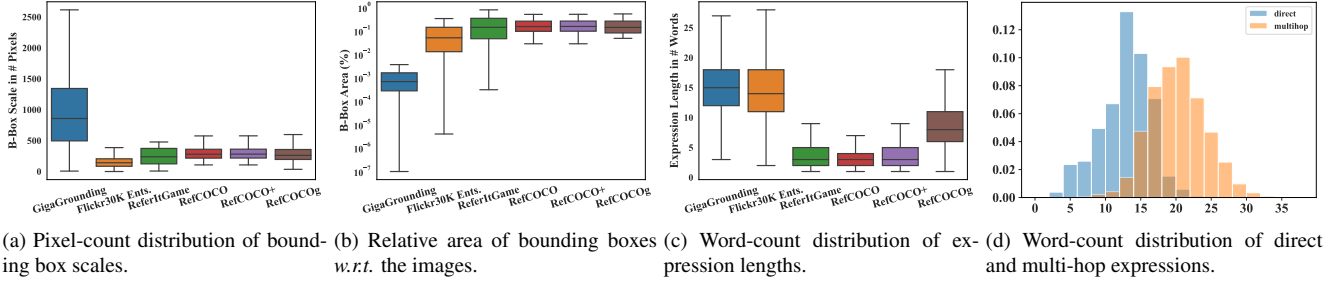 B-Box Scale in # Pixels
2500
2000
1500
1000
500
0
GigaGrounding
Flickr30K Ents.
ReferItGame
RefCOCO
RefCOCO+
RefCOCOg
B-Box Area (%)
10^0
10^-1
10^-2
10^-3
10^-4
10^-5
10^-6
10^-7
GigaGrounding
Flickr30K Ents.
ReferItGame
RefCOCO
RefCOCO+
RefCOCOg
Expression Length in # Words
25
20
15
10
5
0
GigaGrounding
Flickr30K Ents.
ReferItGame
RefCOCO
RefCOCO+
RefCOCOg
direct
multihop
0.12
0.10
0.08
0.06
0.04
0.02
0.00
0 5 10 15 20 25 30 35
(a) Pixel-count distribution of bound-
ing box scales.
(b) Relative area of bounding boxes
w.r.t. the images.
(c) Word-count distribution of ex-
pression lengths.
(d) Word-count distribution of direct
and multi-hop expressions.